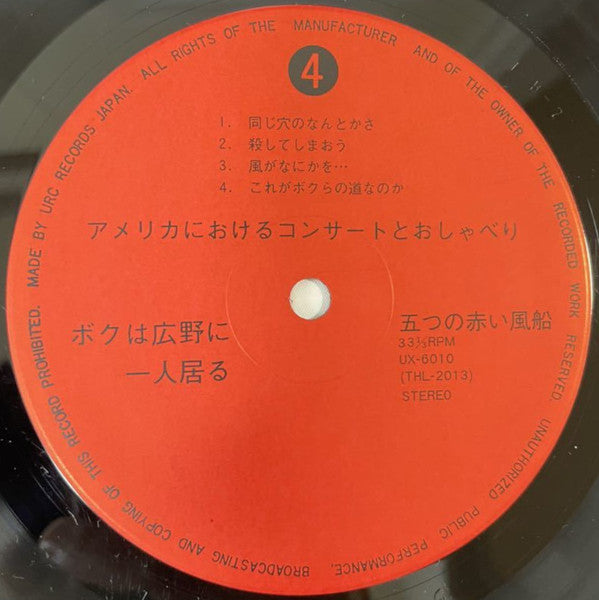 MADE BY URC RECORDS JAPAN. ALL RIGHTS OF THE MANUFACTURER AND OF THE OWNER OF THE RECORDED WORK RESERVED. UNAUTHORIZED PUBLIC PERFORMANCE, BROADCASTING AND COPYING OF THIS RECORD PROHIBITED.
4
1. 同じ穴のなんとかさ
2. 殺してしまおう
3. 風がなにかを…
4. これがボクらの道なのか
アメリカにおけるコンサートとおしゃべり
ボクは広野に
一人居る
五つの赤い風船
33⅓RPM
UX-6010
(THL-2013)
STEREO